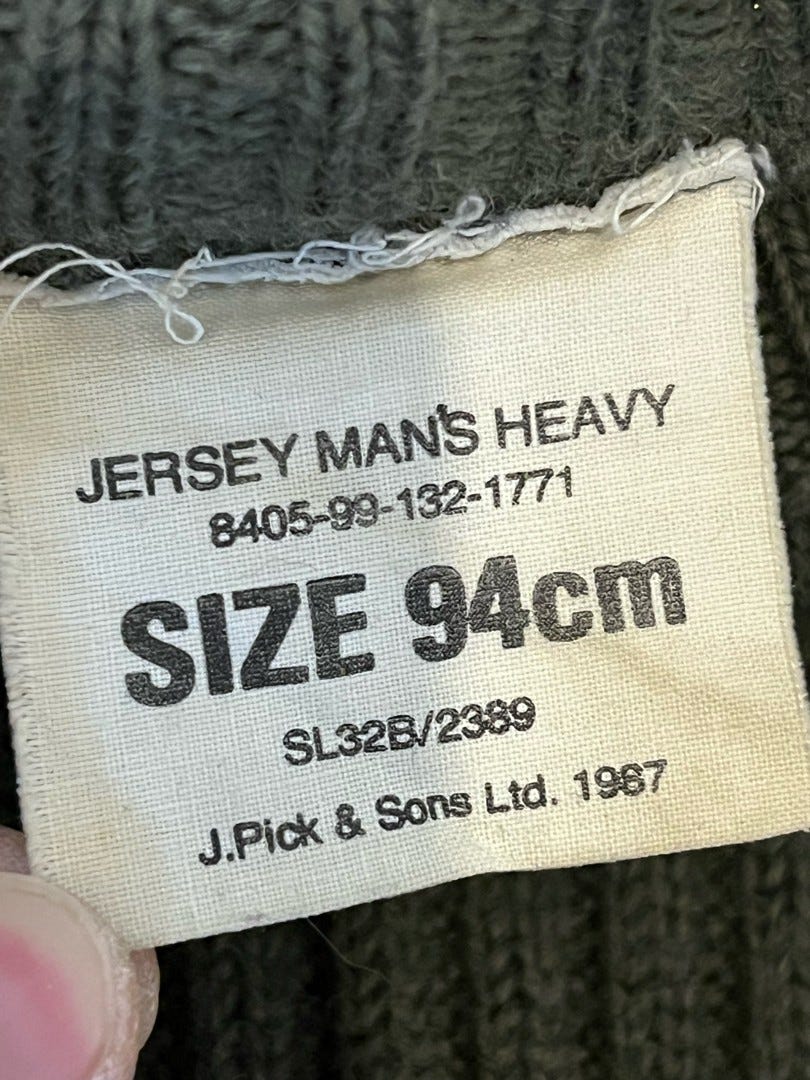 JERSEY MAN'S HEAVY
8405-99-132-1771
SIZE 94cm
SL32B/2389
J.Pick & Sons Ltd. 1967